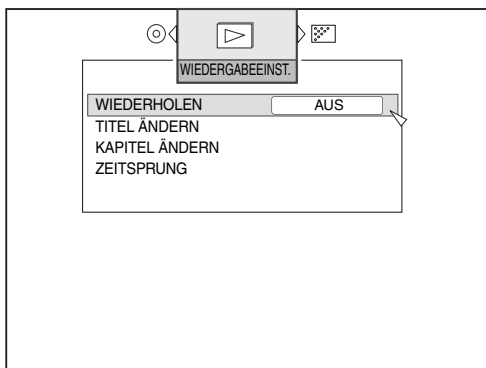 WIEDERGABEEINST.
WIEDERHOLEN AUS
TITEL ÄNDERN
KAPITEL ÄNDERN
ZEITSPRUNG